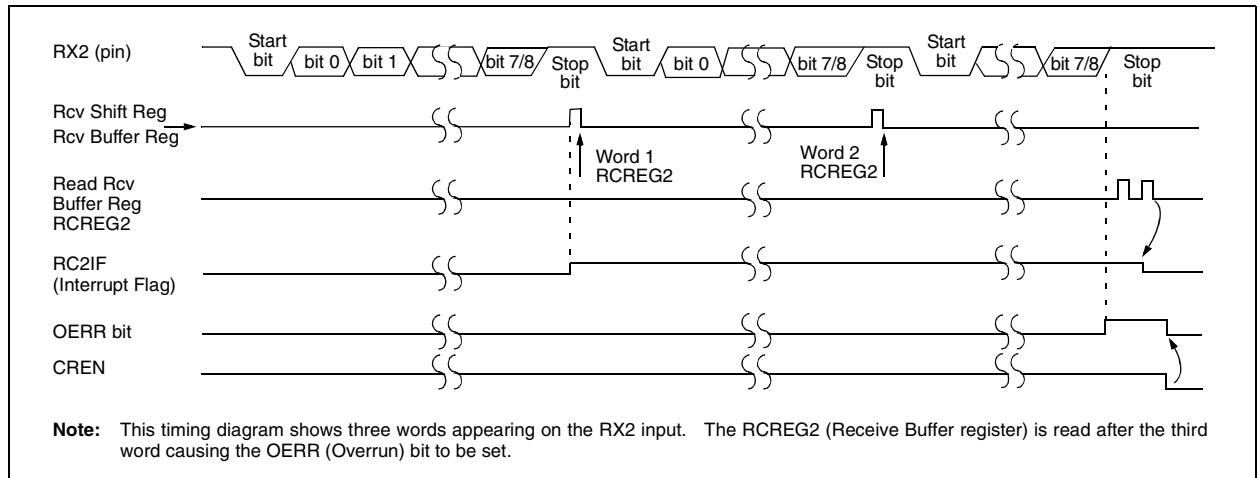 RX2 (pin)
Start bit
bit 0
bit 1
bit 7/8
Stop bit
Start bit
bit 0
bit 7/8
Stop bit
Start bit
bit 7/8
Stop bit
Rcv Shift Reg
Rcv Buffer Reg
Word 1
RCREG2
Word 2
RCREG2
Read Rcv
Buffer Reg
RCREG2
RC2IF
(Interrupt Flag)
OERR bit
CREN
Note: This timing diagram shows three words appearing on the RX2 input. The RCREG2 (Receive Buffer register) is read after the third
word causing the OERR (Overrun) bit to be set.